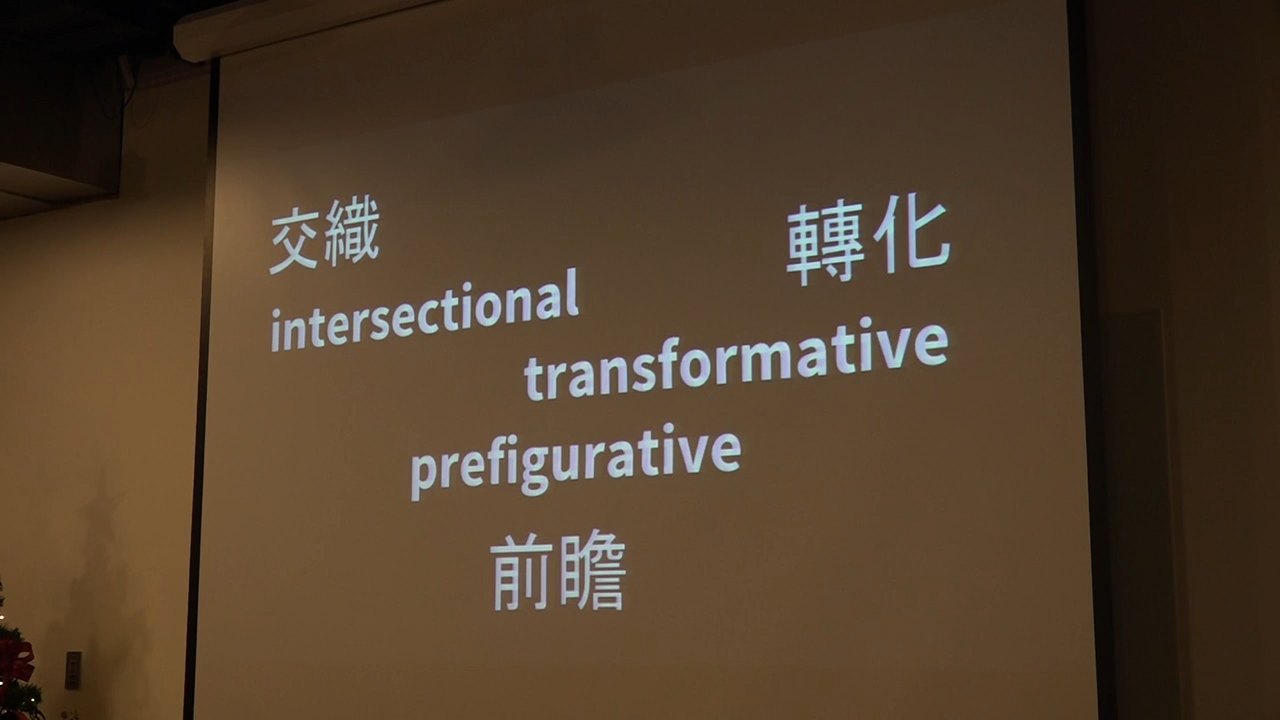 交織
轉化
intersectional
transformative
prefigurative
前瞻